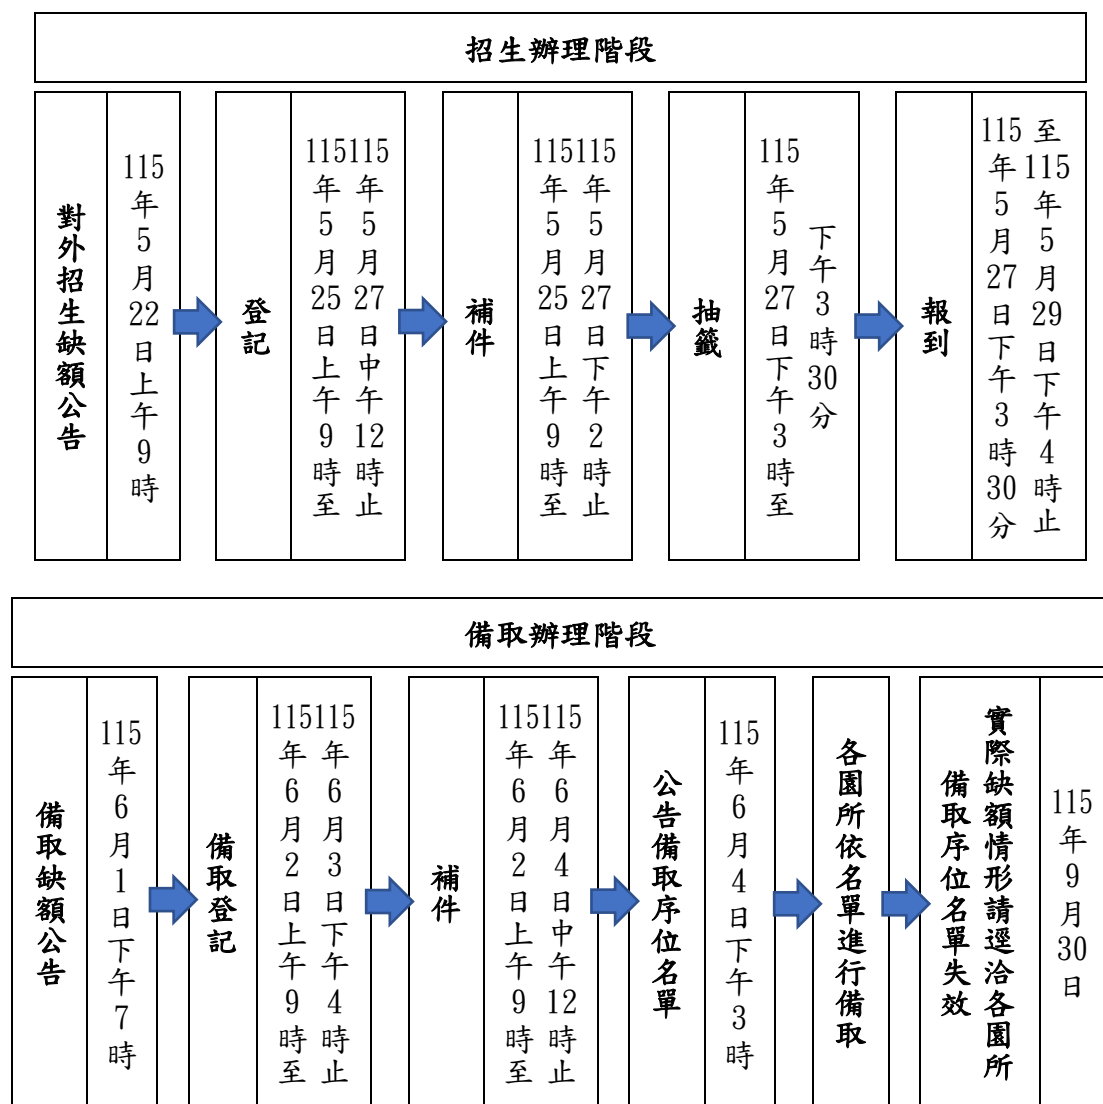 招生辦理階段
對外招生缺額公告
115年5月22日上午9時
登記
115年5月25日上午9時至
115年5月27日中午12時止
補件
115年5月25日上午9時至
115年5月27日下午2時止
抽籤
115年5月27日下午3時至
下午3時30分
報到
115年5月27日下午3時30分
至115年5月29日下午4時止
備取辦理階段
備取缺額公告
115年6月1日下午7時
備取登記
115年6月2日上午9時至
115年6月3日下午4時止
補件
115年6月2日上午9時至
115年6月4日中午12時止
公告備取序位名單
115年6月4日下午3時
各園所依名單進行備取
備取序位名單失效
實際缺額情形請逕洽各園所
115年9月30日